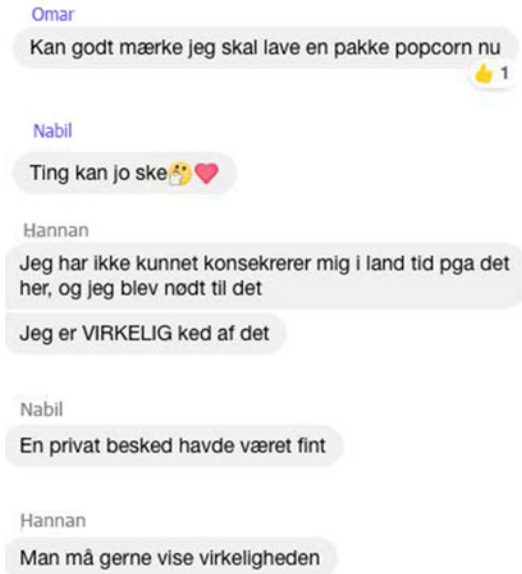 Omar
Kan godt mærke jeg skal lave en pakke popcorn nu
👍 1
Nabil
Ting kan jo ske🤔❤️
Hannan
Jeg har ikke kunnet konsekrerer mig i land tid pga det
her, og jeg blev nødt til det
Jeg er VIRKELIG ked af det
Nabil
En privat besked havde været fint
Hannan
Man må gerne vise virkeligheden